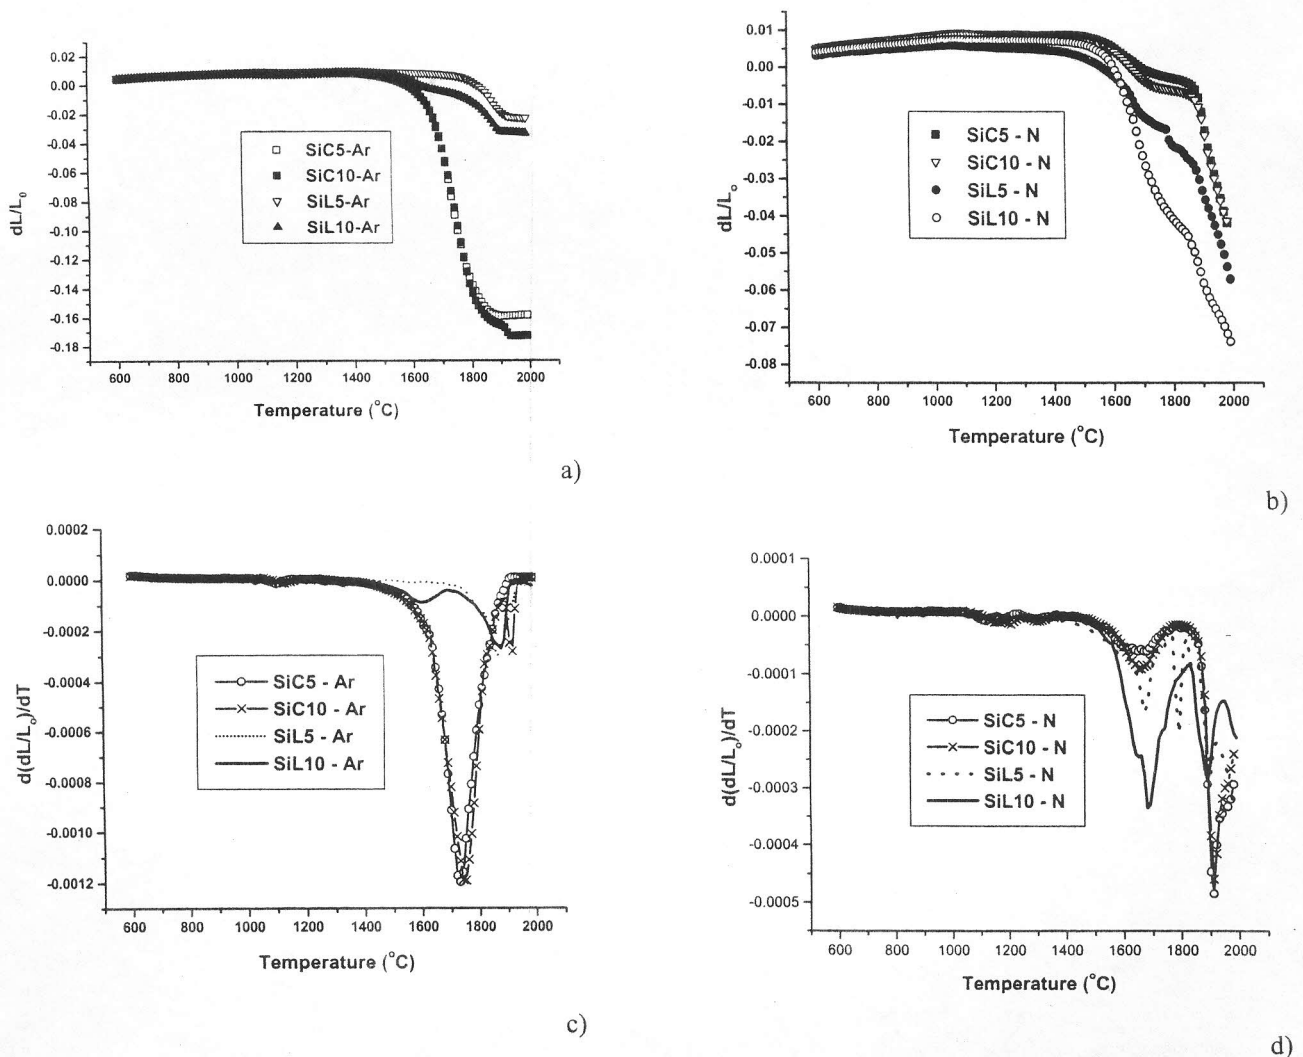 0.02
0.00
-0.02
-0.04
-0.06
-0.08
-0.10
-0.12
-0.14
-0.16
-0.18
dL/L0
SiC5-Ar
SiC10-Ar
SiL5-Ar
SiL10-Ar
600 800 1000 1200 1400 1600 1800 2000
Temperature (°C)
a)
0.01
0.00
-0.01
-0.02
-0.03
-0.04
-0.05
-0.06
-0.07
-0.08
dL/Lo
SiC5 - N
SiC10 - N
SiL5 - N
SiL10 - N
600 800 1000 1200 1400 1600 1800 2000
Temperature (°C)
b)
0.0002
0.0000
-0.0002
-0.0004
-0.0006
-0.0008
-0.0010
-0.0012
d(dL/Lo)/dT
SiC5 - Ar
SiC10 - Ar
SiL5 - Ar
SiL10 - Ar
600 800 1000 1200 1400 1600 1800 2000
Temperature (°C)
c)
0.0001
0.0000
-0.0001
-0.0002
-0.0003
-0.0004
-0.0005
d(dL/Lo)/dT
SiC5 - N
SiC10 - N
SiL5 - N
SiL10 - N
600 800 1000 1200 1400 1600 1800 2000
Temperature (°C)
d)